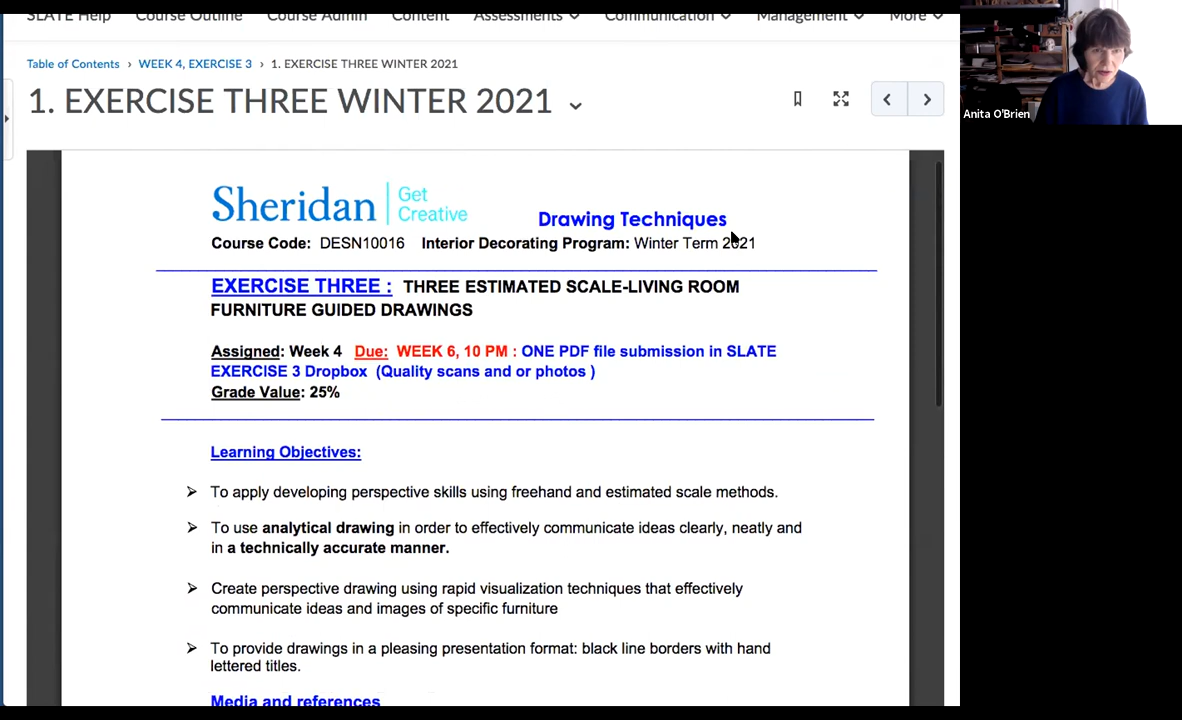 SLATE Help Course Outline Course Admin Content Assessments Communication Management More
Table of Contents › WEEK 4, EXERCISE 3 › 1. EXERCISE THREE WINTER 2021
1. EXERCISE THREE WINTER 2021
Anita O'Brien
Sheridan | Get Creative
Drawing Techniques
Course Code: DESN10016 Interior Decorating Program: Winter Term 2021
EXERCISE THREE : THREE ESTIMATED SCALE-LIVING ROOM
FURNITURE GUIDED DRAWINGS
Assigned: Week 4 Due: WEEK 6, 10 PM : ONE PDF file submission in SLATE
EXERCISE 3 Dropbox (Quality scans and or photos )
Grade Value: 25%
Learning Objectives:
➢ To apply developing perspective skills using freehand and estimated scale methods.
➢ To use analytical drawing in order to effectively communicate ideas clearly, neatly and
in a technically accurate manner.
➢ Create perspective drawing using rapid visualization techniques that effectively
communicate ideas and images of specific furniture
➢ To provide drawings in a pleasing presentation format: black line borders with hand
lettered titles.
Media and references